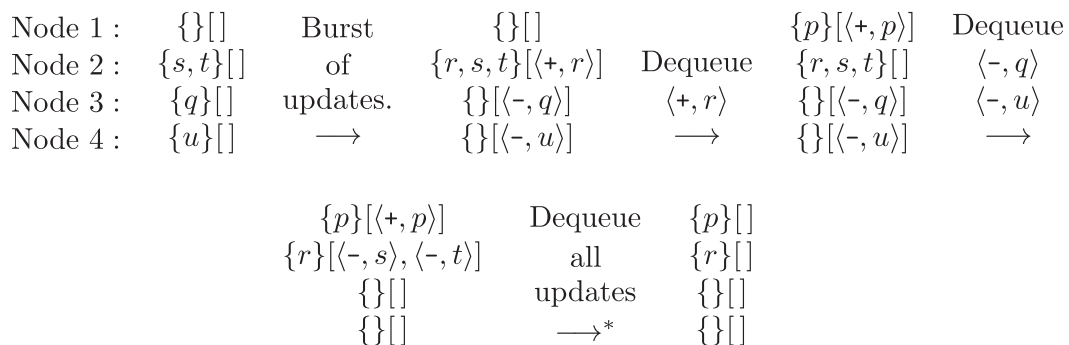 Node 1 : {}[ ] Burst {}[ ] {p}[⟨+, p⟩] Dequeue
Node 2 : {s, t}[ ] of {r, s, t}[⟨+, r⟩] Dequeue {r, s, t}[ ] ⟨-, q⟩
Node 3 : {q}[ ] updates. {}[⟨-, q⟩] ⟨+, r⟩ {}[⟨-, q⟩] ⟨-, u⟩
Node 4 : {u}[ ] ⟶ {}[⟨-, u⟩] ⟶ {}[⟨-, u⟩] ⟶
{p}[⟨+, p⟩] Dequeue {p}[ ]
{r}[⟨-, s⟩, ⟨-, t⟩] all {r}[ ]
{}[ ] updates {}[ ]
{}[ ] ⟶* {}[ ]